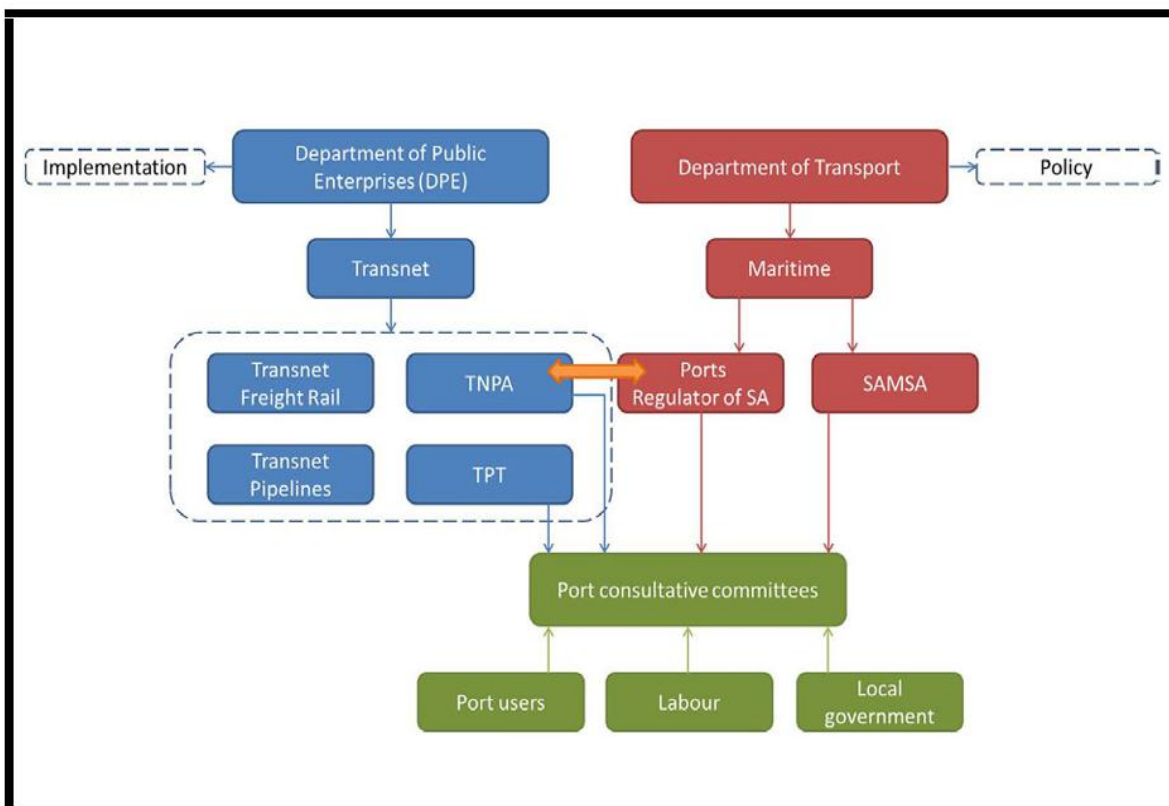 Department of Public
Enterprises (DPE)
Department of Transport
Implementation
Policy
Transnet
Maritime
Transnet
Freight Rail
TNPA
Ports
Regulator of SA
SAMSA
Transnet
Pipelines
TPT
Port consultative committees
Port users
Labour
Local
government